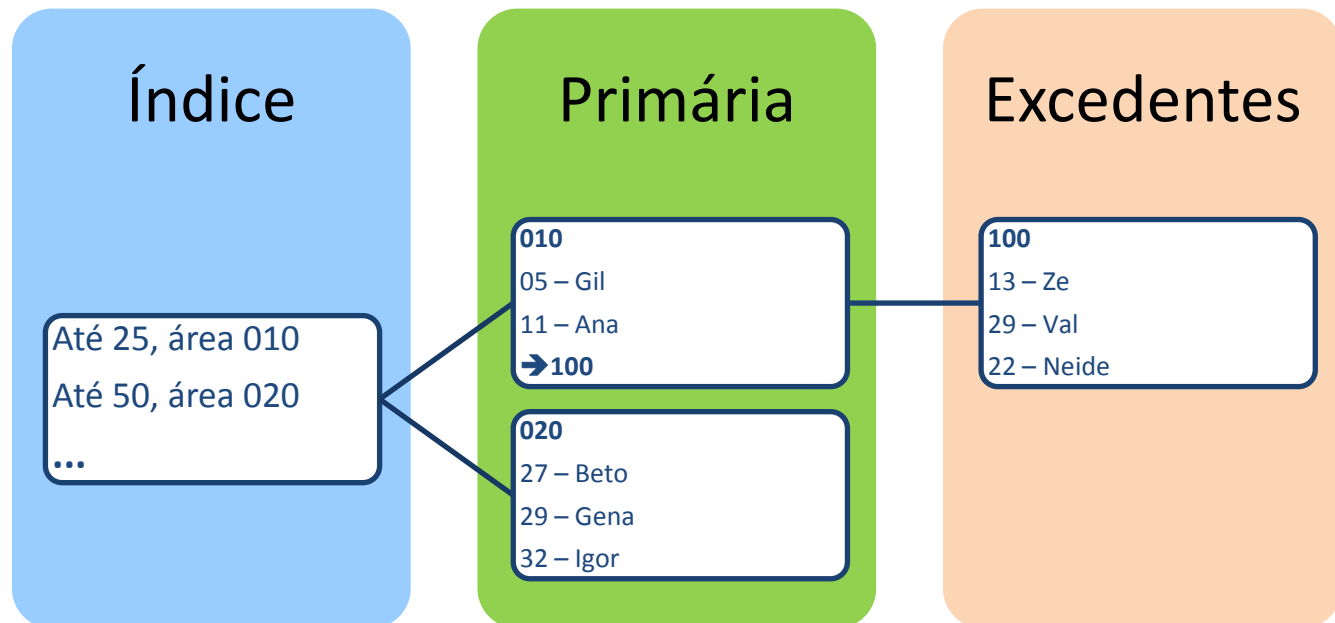 Índice
Até 25, área 010
Até 50, área 020
...
Primária
010
05 – Gil
11 – Ana
➔100
020
27 – Beto
29 – Gena
32 – Igor
Excedentes
100
13 – Ze
29 – Val
22 – Neide